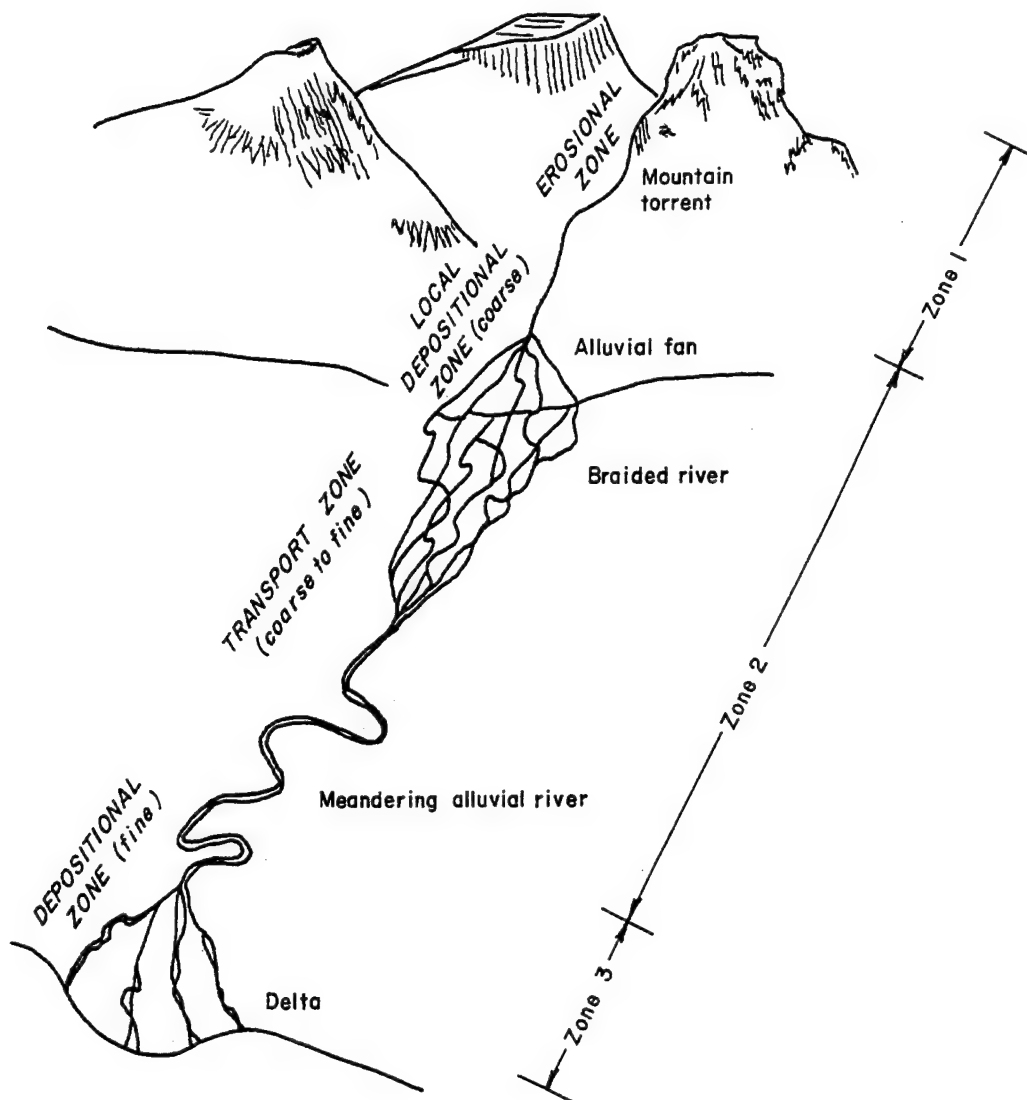 EROSIONAL
ZONE
Mountain
torrent
Zone 1
LOCAL
DEPOSITIONAL
ZONE (coarse)
Alluvial fan
Braided river
TRANSPORT ZONE
(coarse to fine)
Zone 2
Meandering alluvial river
DEPOSITIONAL
ZONE (fine)
Delta
Zone 3